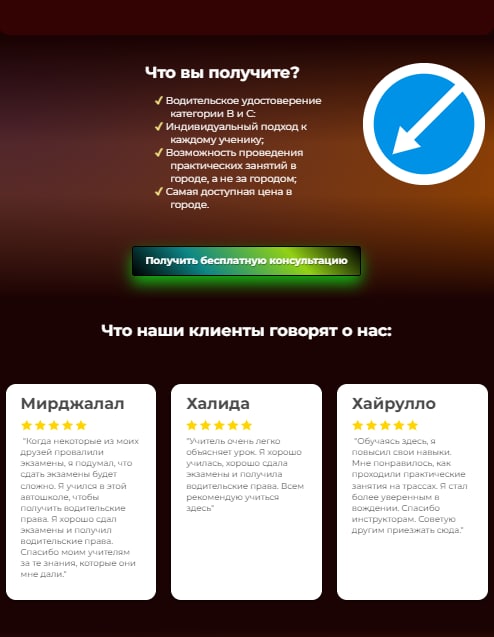 Что вы получите?
✓ Водительское удостоверение
категории B и C:
✓ Индивидуальный подход к
каждому ученику;
✓ Возможность проведения
практических занятий в
городе, а не за городом;
✓ Самая доступная цена в
городе.
Получить бесплатную консультацию
Что наши клиенты говорят о нас:
Мирджалал
"Когда некоторые из моих
друзей провалили
экзамены, я подумал, что
сдать экзамены будет
сложно. Я учился в этой
автошколе, чтобы
получить водительские
права. Я хорошо сдал
экзамены и получил
водительские права.
Спасибо моим учителям
за те знания, которые они
мне дали."
Халида
"Учитель очень легко
объясняет урок. Я хорошо
училась, хорошо сдала
экзамены и получила
водительские права. Всем
рекомендую учиться
здесь"
Хайрулло
"Обучаясь здесь, я
повысил свои навыки.
Мне понравилось, как
проходили практические
занятия на трассах. Я стал
более уверенным в
вождении. Спасибо
инструкторам. Советую
другим приезжать сюда."